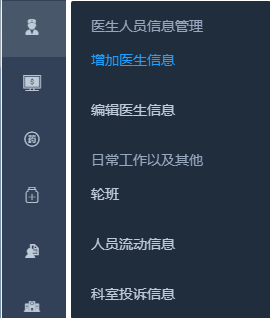 医生人员信息管理
增加医生信息
编辑医生信息
日常工作以及其他
轮班
人员流动信息
科室投诉信息